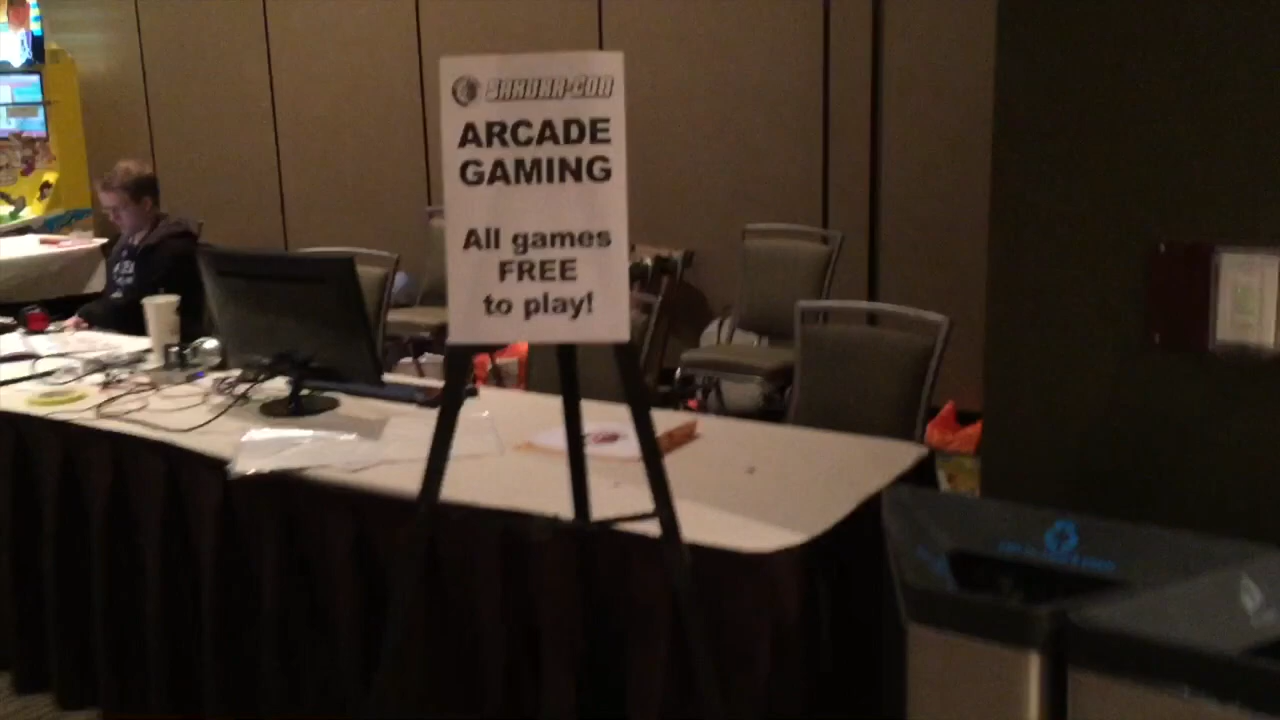 SAKURA-CON
ARCADE
GAMING
All games
FREE
to play!